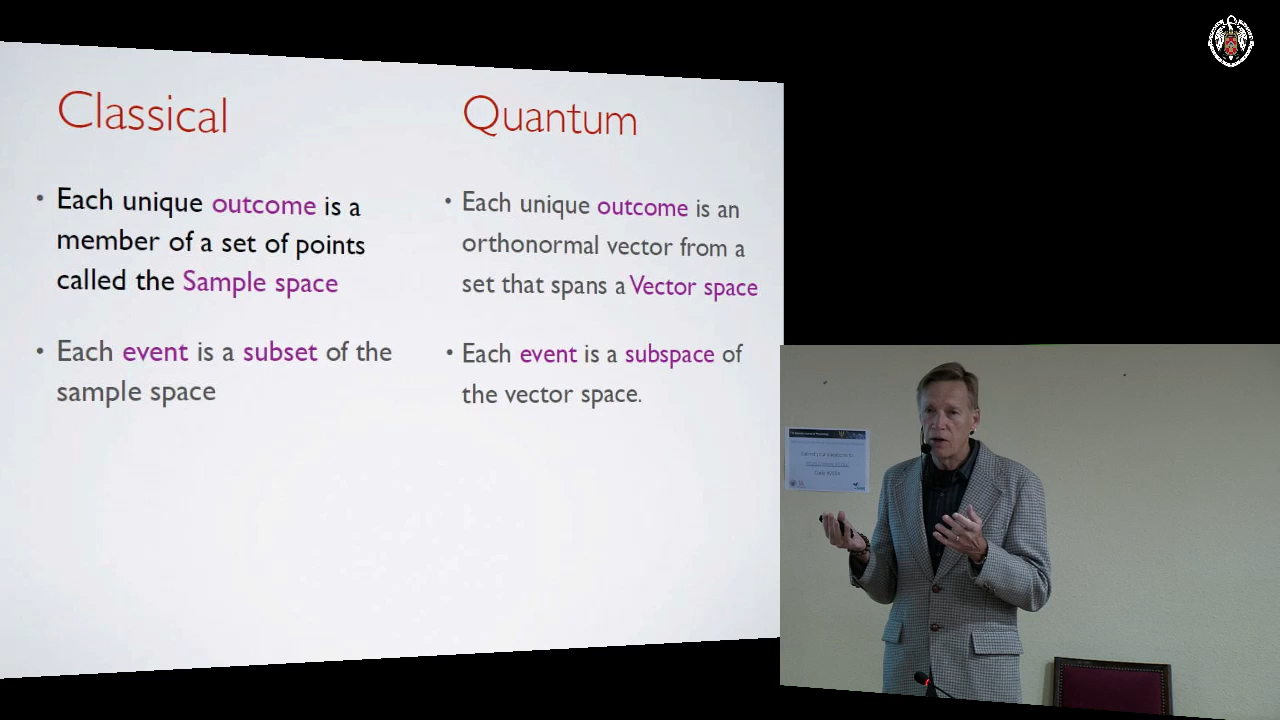 Classical
• Each unique outcome is a
member of a set of points
called the Sample space
• Each event is a subset of the
sample space
Quantum
• Each unique outcome is an
orthonormal vector from a
set that spans a Vector space
• Each event is a subspace of
the vector space.